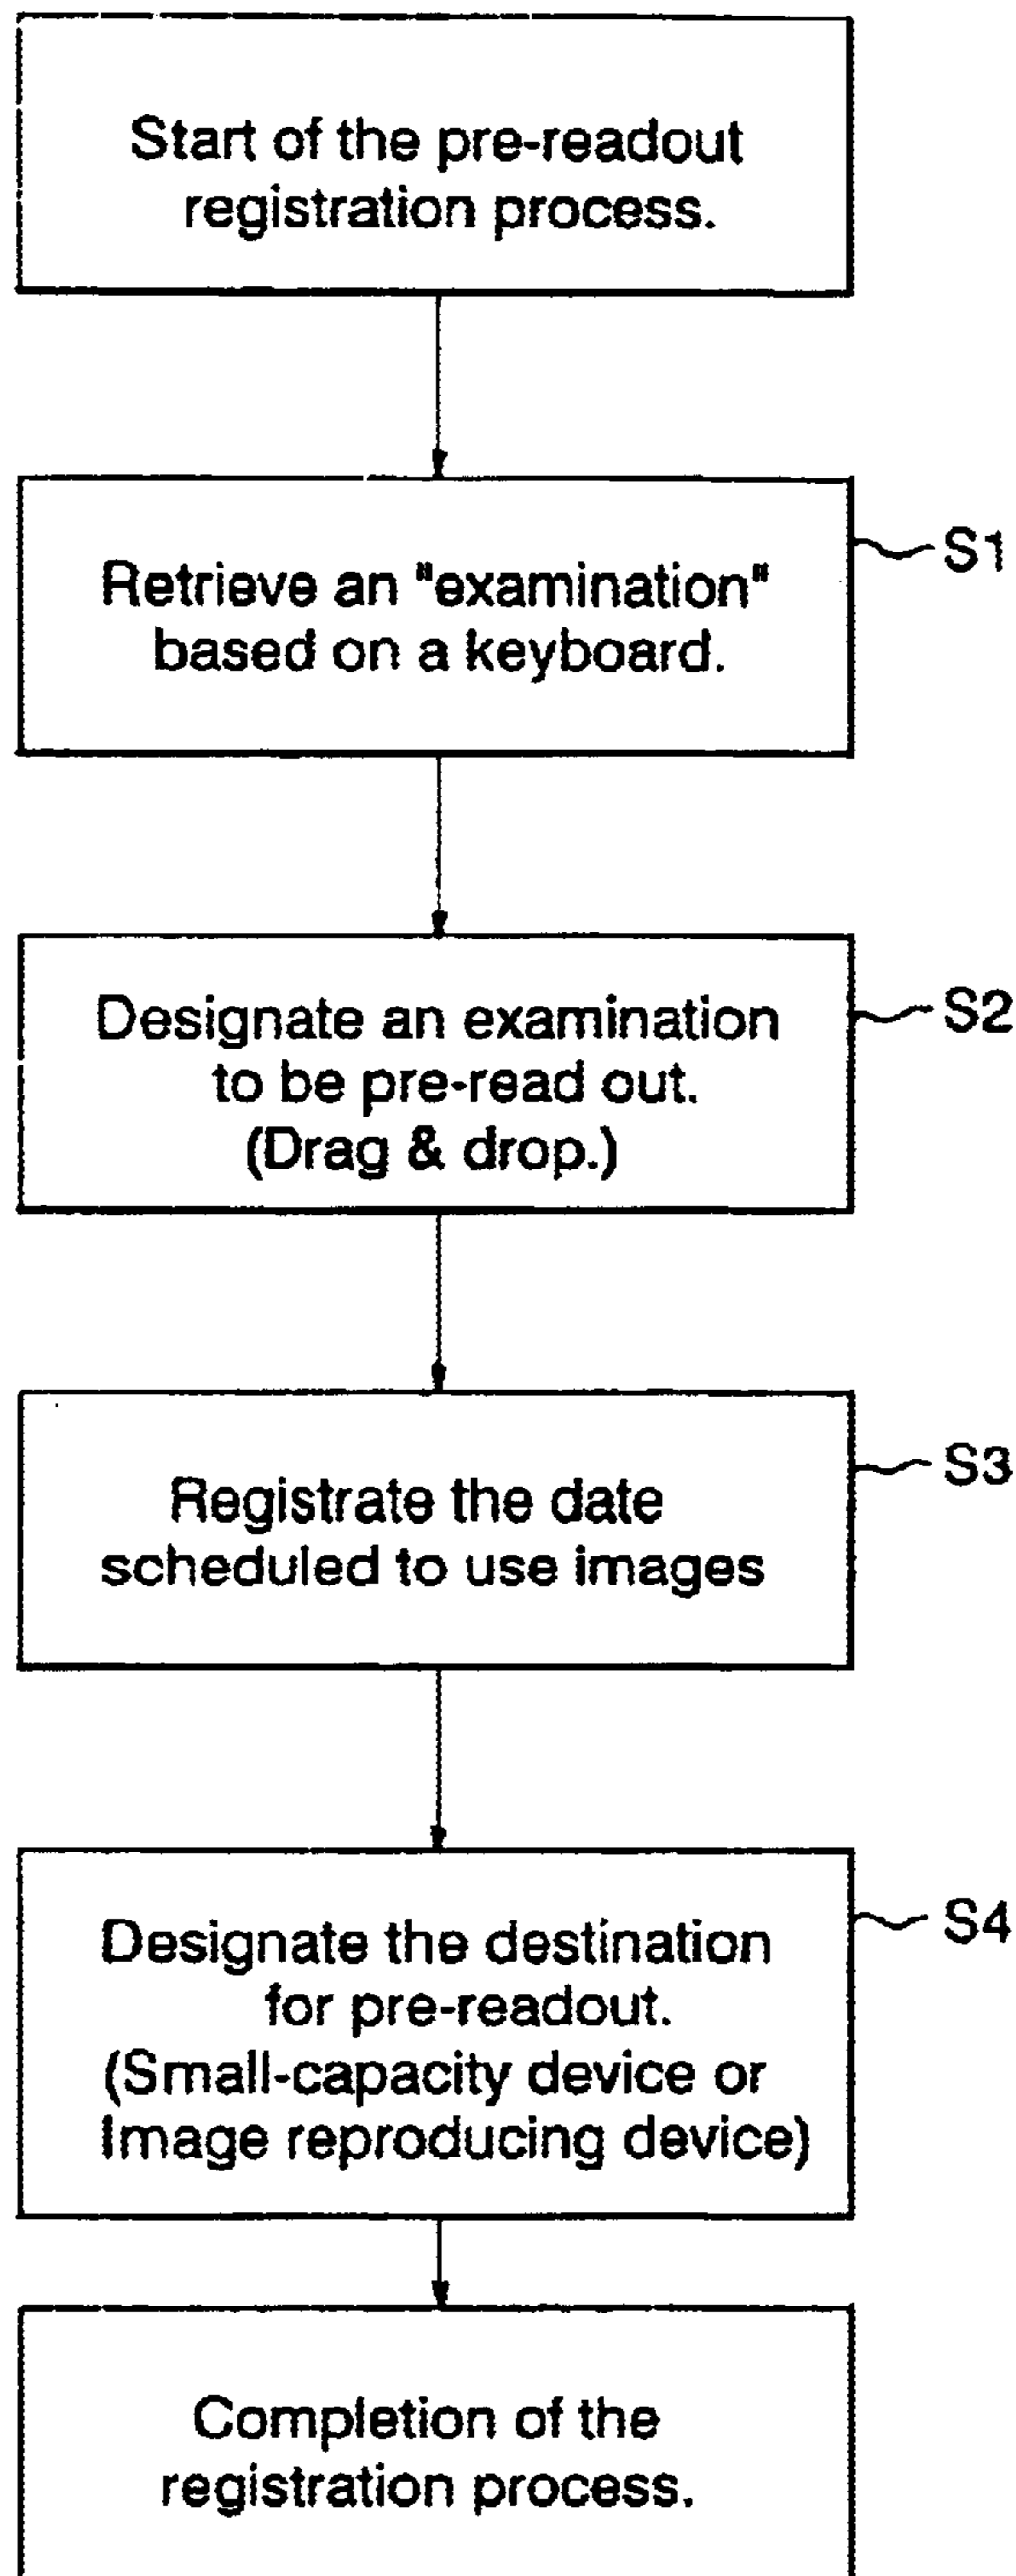 Start of the pre-readout
registration process.
Retrieve an "examination"
based on a keyboard.
S1
Designate an examination
to be pre-read out.
(Drag & drop.)
S2
Registrate the date
scheduled to use images
S3
Designate the destination
for pre-readout.
(Small-capacity device or
Image reproducing device)
S4
Completion of the
registration process.